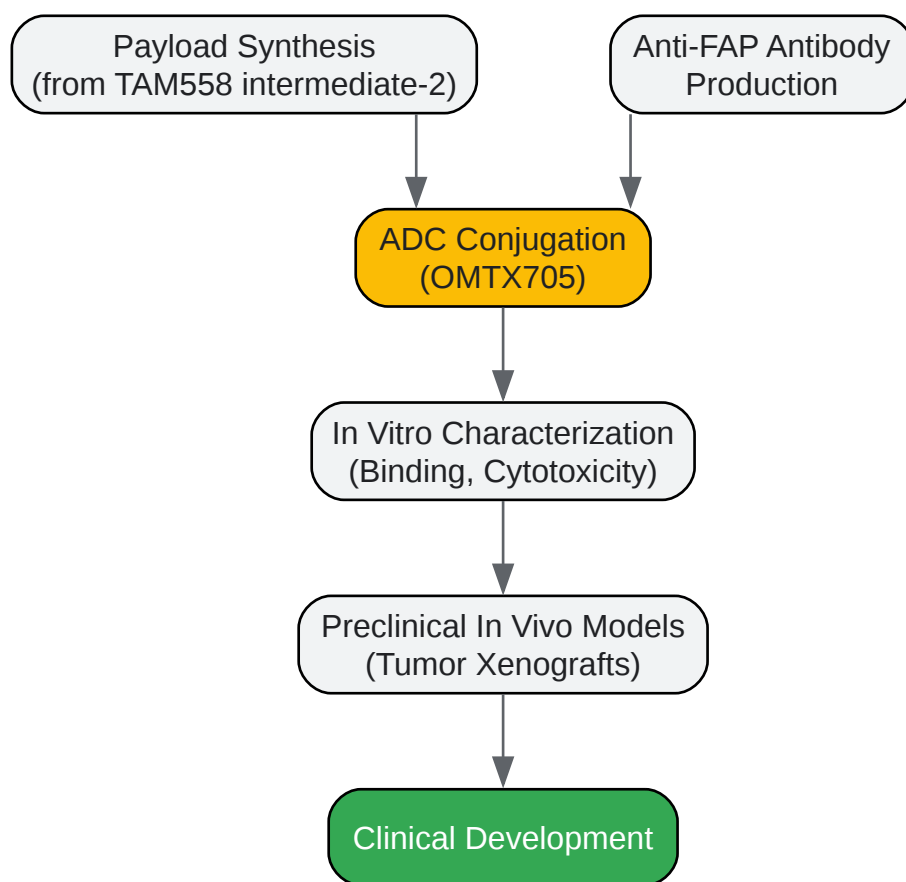 Payload Synthesis
(from TAM558 intermediate-2)
Anti-FAP Antibody
Production
ADC Conjugation
(OMTX705)
In Vitro Characterization
(Binding, Cytotoxicity)
Preclinical In Vivo Models
(Tumor Xenografts)
Clinical Development